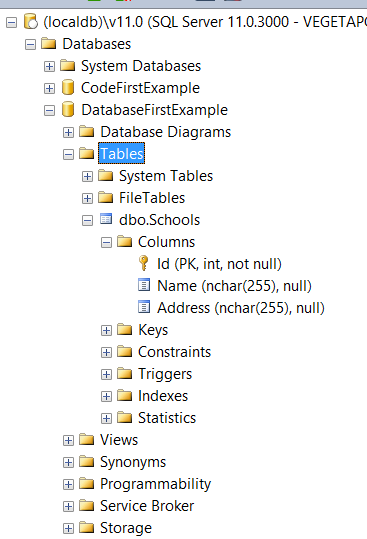 (localdb)\v11.0 (SQL Server 11.0.3000 - VEGETAPC
Databases
System Databases
CodeFirstExample
DatabaseFirstExample
Database Diagrams
Tables
System Tables
FileTables
dbo.Schools
Columns
Id (PK, int, not null)
Name (nchar(255), null)
Address (nchar(255), null)
Keys
Constraints
Triggers
Indexes
Statistics
Views
Synonyms
Programmability
Service Broker
Storage